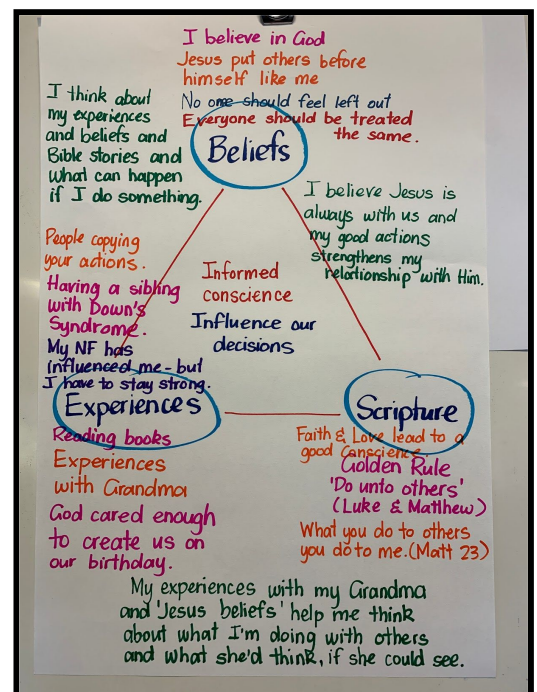 I believe in God
Jesus put others before
himself like me
No one should feel left out
Everyone should be treated
the same.
Beliefs
I think about
my experiences
and beliefs and
Bible stories and
what can happen
if I do something.
I believe Jesus is
always with us and
my good actions
strengthens my
relationship with Him.
People copying
your actions.
Having a sibling
with Down's
Syndrome.
My NF has
influenced me - but
I have to stay strong.
Informed
conscience
Influence our
decisions
Experiences
Scripture
Reading books
Experiences
with Grandma
God cared enough
to create us on
our birthday.
Faith & Love lead to a
good Conscience.
Golden Rule
'Do unto others'
(Luke & Matthew)
What you do to others
you do to me. (Matt 23)
My experiences with my Grandma
and 'Jesus beliefs' help me think
about what I'm doing with others
and what she'd think, if she could see.